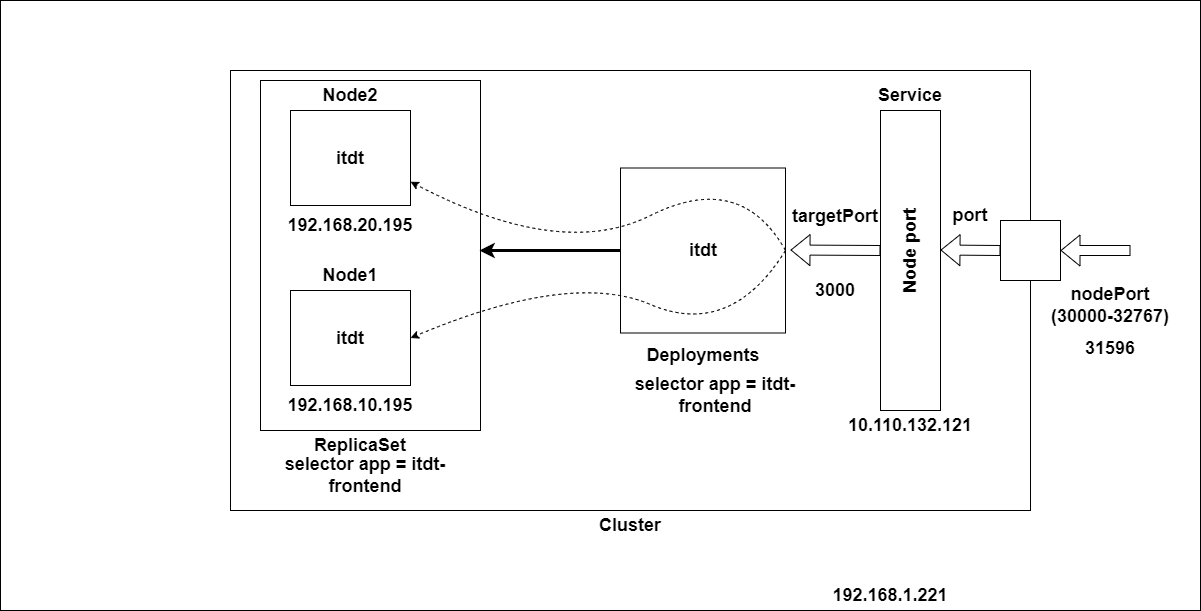 Node2
itdt
192.168.20.195
Node1
itdt
192.168.10.195
ReplicaSet
selector app = itdt-
frontend
itdt
Deployments
selector app = itdt-
frontend
targetPort
3000
Service
Node port
10.110.132.121
port
nodePort
(30000-32767)
31596
Cluster
192.168.1.221